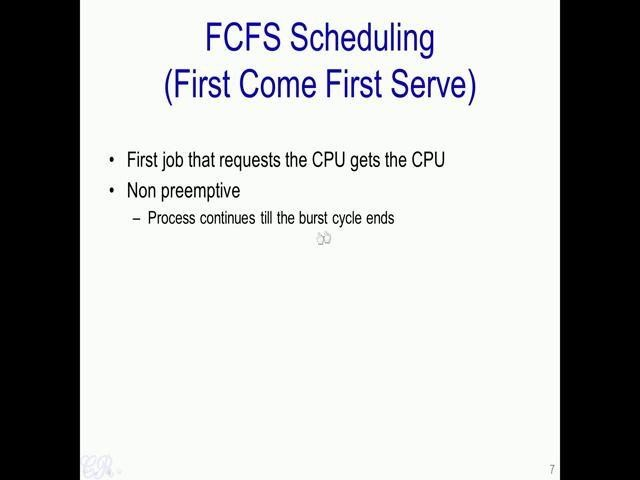 FCFS Scheduling
(First Come First Serve)
• First job that requests the CPU gets the CPU
• Non preemptive
– Process continues till the burst cycle ends
7